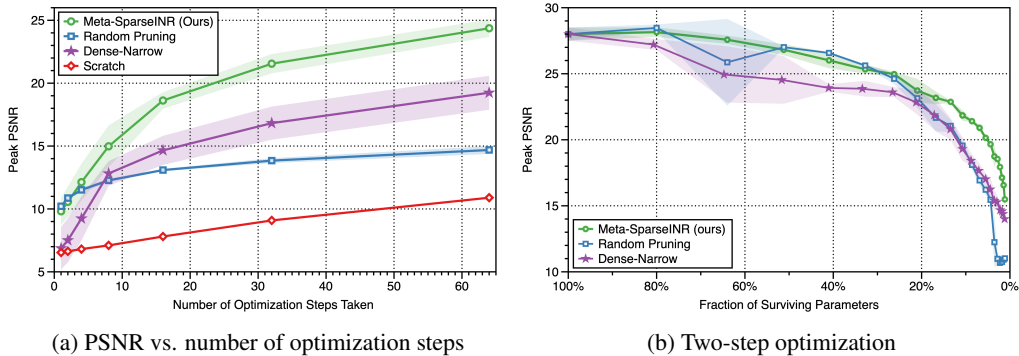 26
25
20
15
10
5
Peak PSNR
Meta-SparseINR (Ours)
Random Pruning
Dense-Narrow
Scratch
0 10 20 30 40 50 60
Number of Optimization Steps Taken
(a) PSNR vs. number of optimization steps
30
25
20
15
10
Peak PSNR
Meta-SparseINR (ours)
Random Pruning
Dense-Narrow
100% 80% 60% 40% 20% 0%
Fraction of Surviving Parameters
(b) Two-step optimization